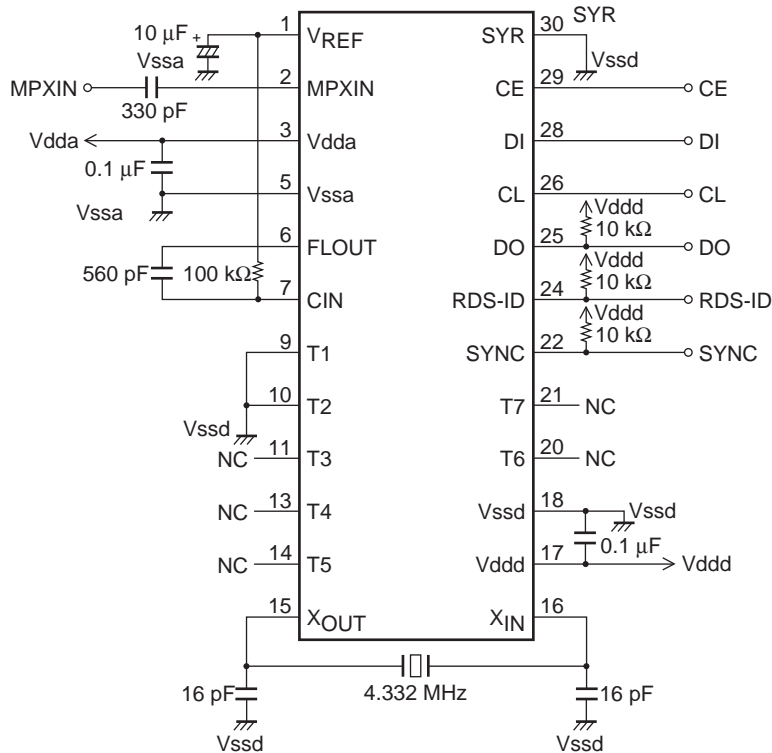 SYR
10 µF + 1 VREF SYR 30
Vssa Vssd
MPXIN 2 MPXIN CE 29 CE
330 pF
Vdda 3 Vdda DI 28 DI
0.1 µF
5 Vssa CL 26 CL
Vssa Vddd
10 kΩ
6 FLOUT DO 25 DO
Vddd
560 pF 100 kΩ 10 kΩ
7 CIN RDS-ID 24 RDS-ID
Vddd
10 kΩ
9 T1 SYNC 22 SYNC
10 T2 T7 21 NC
Vssd
NC 11 T3 T6 20 NC
NC 13 T4 Vssd 18 Vssd
0.1 µF
NC 14 T5 Vddd 17 Vddd
15 XOUT XIN 16
16 pF 4.332 MHz 16 pF
Vssd Vssd